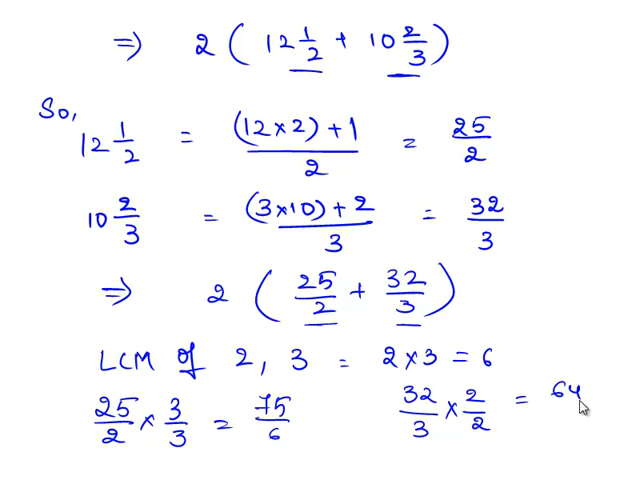 ⇒ 2 ( 12 1/2 + 10 2/3 )
So,
12 1/2 = (12×2)+1/2 = 25/2
10 2/3 = (3×10)+2/3 = 32/3
⇒ 2 ( 25/2 + 32/3 )
LCM of 2, 3 = 2×3 = 6
25/2 × 3/3 = 75/6 32/3 × 2/2 = 64